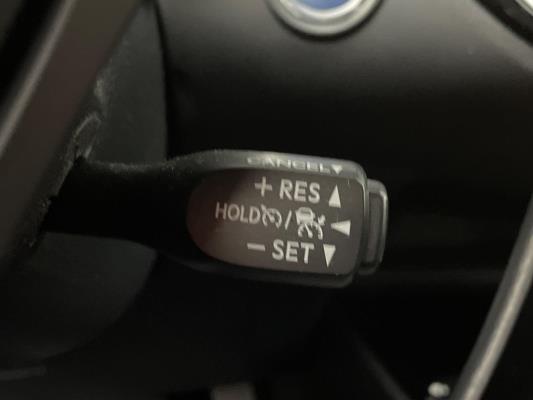 CANCEL▼
+ RES ▲
HOLD / ◀
− SET ▼